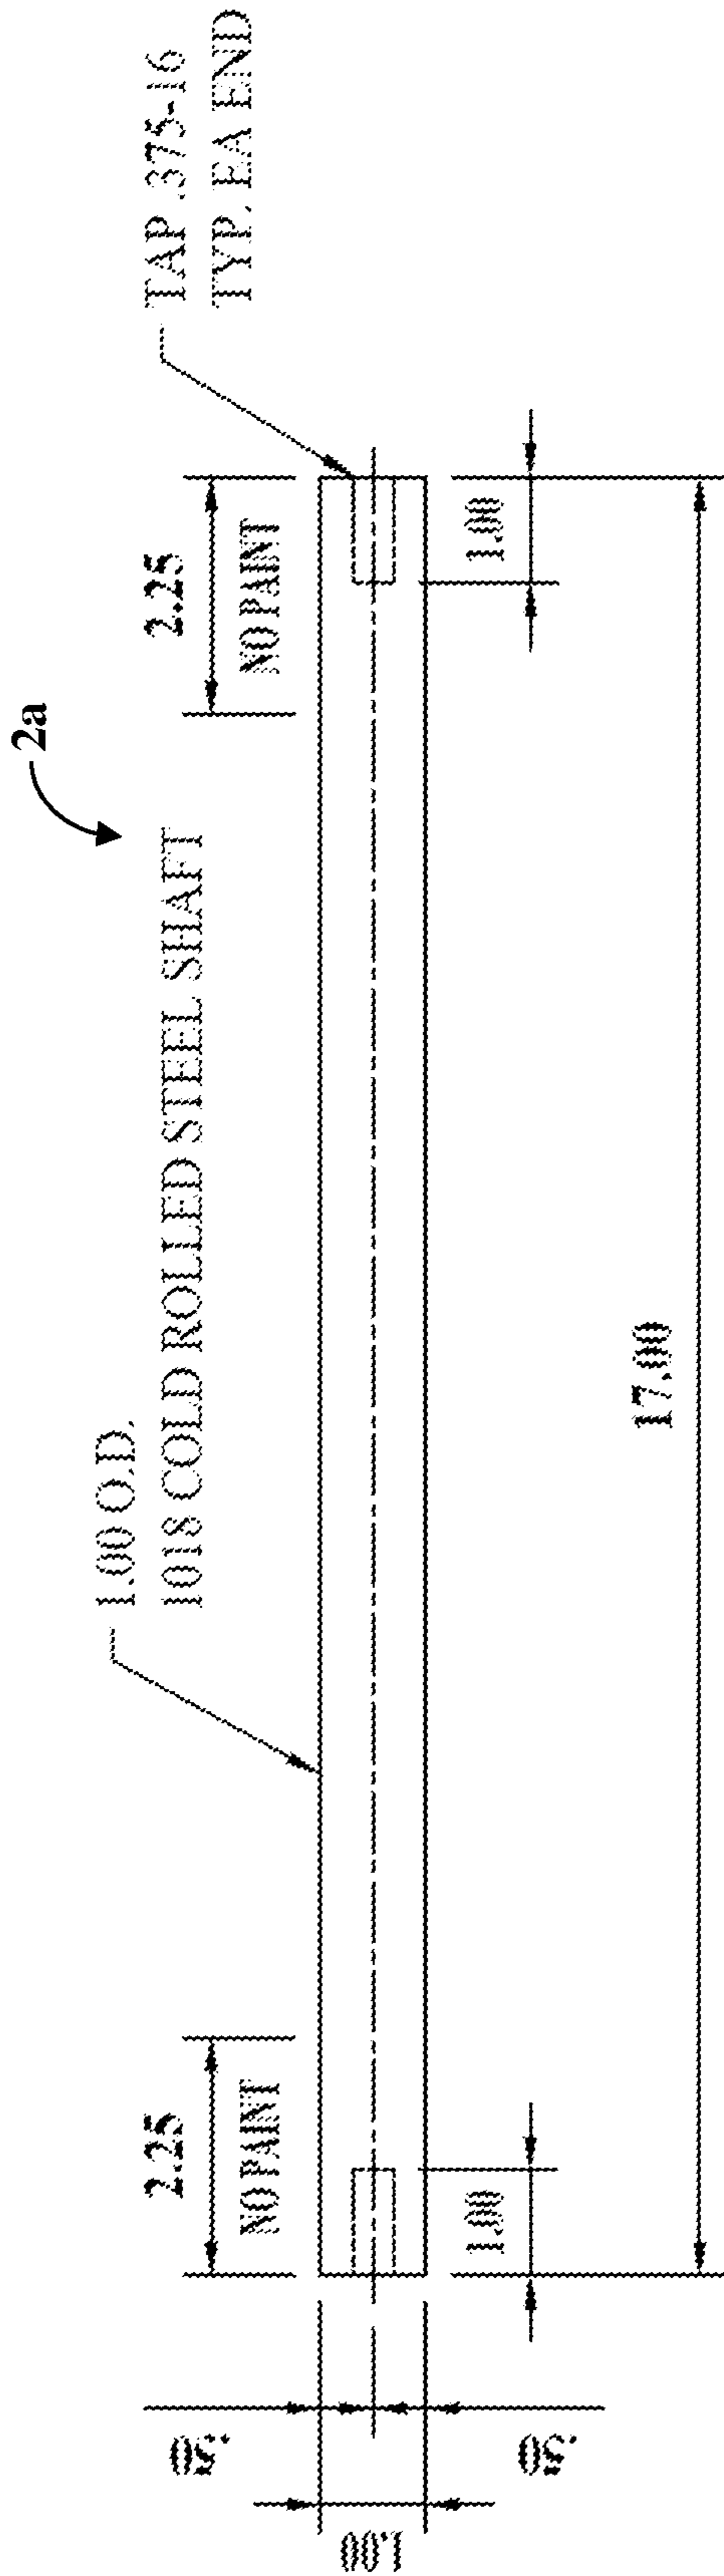 2a
1.00 O.D.
1018 COLD ROLLED STEEL SHAFT
TAP .375-16
TYP. EA END
2.25
NO PAINT
2.25
NO PAINT
.50
1.00
.50
1.00
1.00
17.00